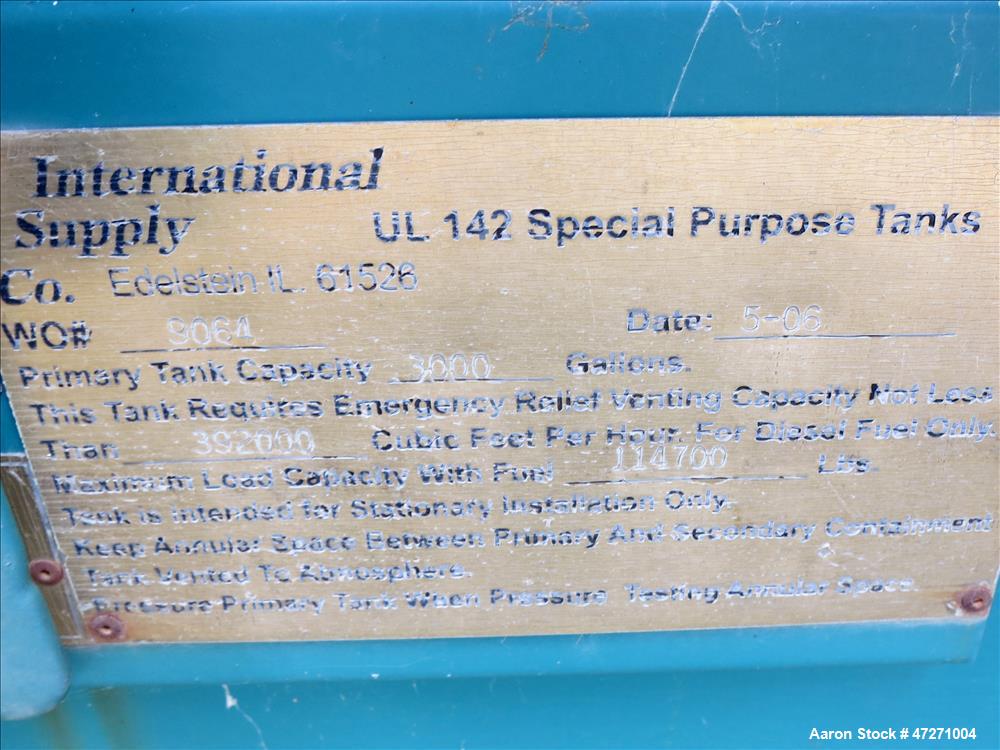 International
Supply
Co. Edelstein IL. 61526
UL 142 Special Purpose Tanks
WO# 9064
Date: 5-06
Primary Tank Capacity 3000 Gallons.
This Tank Requires Emergency Relief Venting Capacity Not Less
Than 392000 Cubic Feet Per Hour. For Diesel Fuel Only.
Maximum Load Capacity With Fuel 114700 Lbs.
Tank is Intended for Stationary Installation Only.
Keep Annular Space Between Primary And Secondary Containment
Tank Vented To Atmosphere.
Pressure Primary Tank When Pressure Testing Annular Space.
Aaron Stock # 47271004